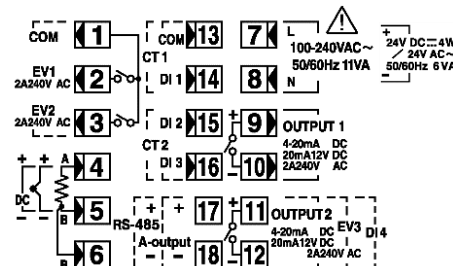 COM 1
EV1 2
2A240V AC
EV2 3
2A240V AC
+ + A 4
DC
- - B 5
B 6
COM 13
CT1
DI 1 14
DI 2 15
CT2
DI 3 16
RS-485 + + 17
A-output - - 18
7 L
100-240VAC~
50/60Hz 11VA
8 N
+ 24V DC 4W
24V AC~
- 50/60Hz 6VA
+ 9 OUTPUT 1
4-20mA DC
20mA12V DC
2A240V AC
- 10
+ 11 OUTPUT2 EV3 DI4
4-20mA DC
20mA12V DC
2A240V AC
- 12